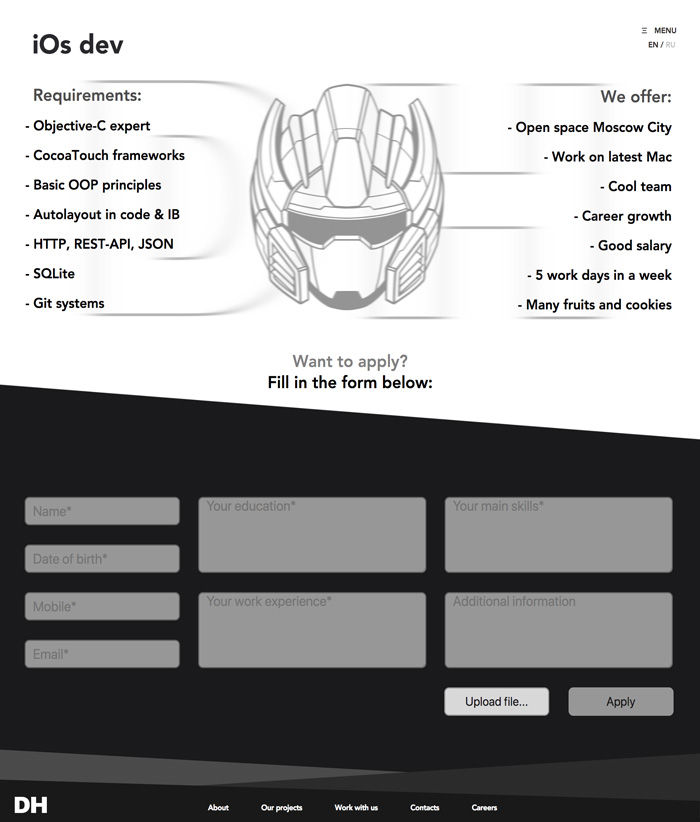 iOs dev
Ξ MENU
EN / RU
Requirements:
- Objective-C expert
- CocoaTouch frameworks
- Basic OOP principles
- Autolayout in code & IB
- HTTP, REST-API, JSON
- SQLite
- Git systems
We offer:
- Open space Moscow City
- Work on latest Mac
- Cool team
- Career growth
- Good salary
- 5 work days in a week
- Many fruits and cookies
Want to apply?
Fill in the form below:
Name*
Date of birth*
Mobile*
Email*
Your education*
Your work experience*
Your main skills*
Additional information
Upload file...
Apply
DH
About
Our projects
Work with us
Contacts
Careers